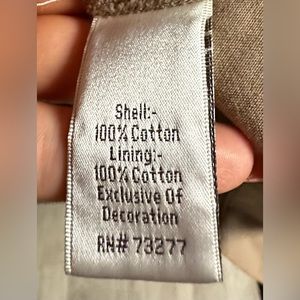 Shell:-
100% Cotton
Lining:-
100% Cotton
Exclusive Of
Decoration
RN# 73277